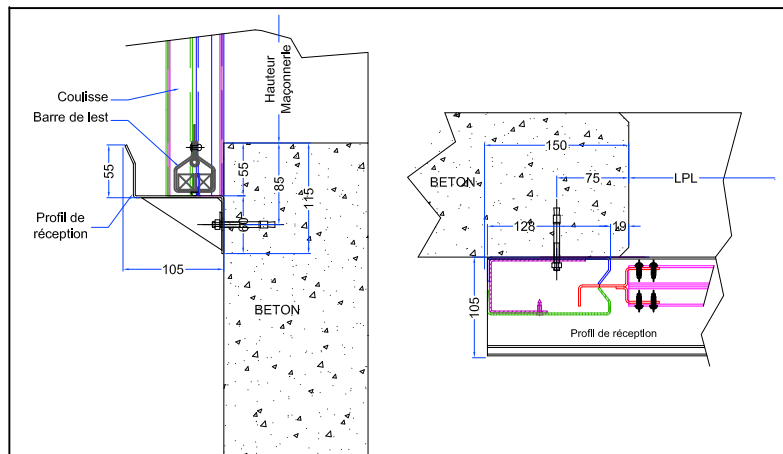 Coulisse
Barre de lest
Hauteur
Maçonnerie
55
55
85
115
60
Profil de
réception
105
BETON
150
75
LPL
BETON
128
19
105
Profil de réception